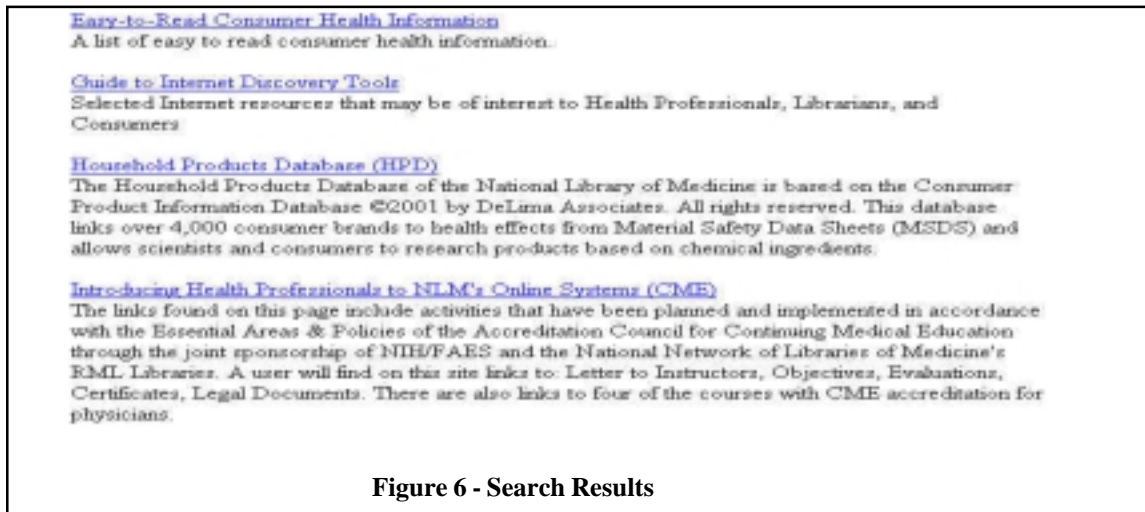 Easy-to-Read Consumer Health Information
A list of easy to read consumer health information.
Guide to Internet Discovery Tools
Selected Internet resources that may be of interest to Health Professionals, Librarians, and
Consumers
Household Products Database (HPD)
The Household Products Database of the National Library of Medicine is based on the Consumer
Product Information Database ©2001 by DeLima Associates. All rights reserved. This database
links over 4,000 consumer brands to health effects from Material Safety Data Sheets (MSDS) and
allows scientists and consumers to research products based on chemical ingredients.
Introducing Health Professionals to NLM's Online Systems (CME)
The links found on this page include activities that have been planned and implemented in accordance
with the Essential Areas & Policies of the Accreditation Council for Continuing Medical Education
through the joint sponsorship of NIH/FAES and the National Network of Libraries of Medicine's
RML Libraries. A user will find on this site links to: Letter to Instructors, Objectives, Evaluations,
Certificates, Legal Documents. There are also links to four of the courses with CME accreditation for
physicians.
Figure 6 - Search Results